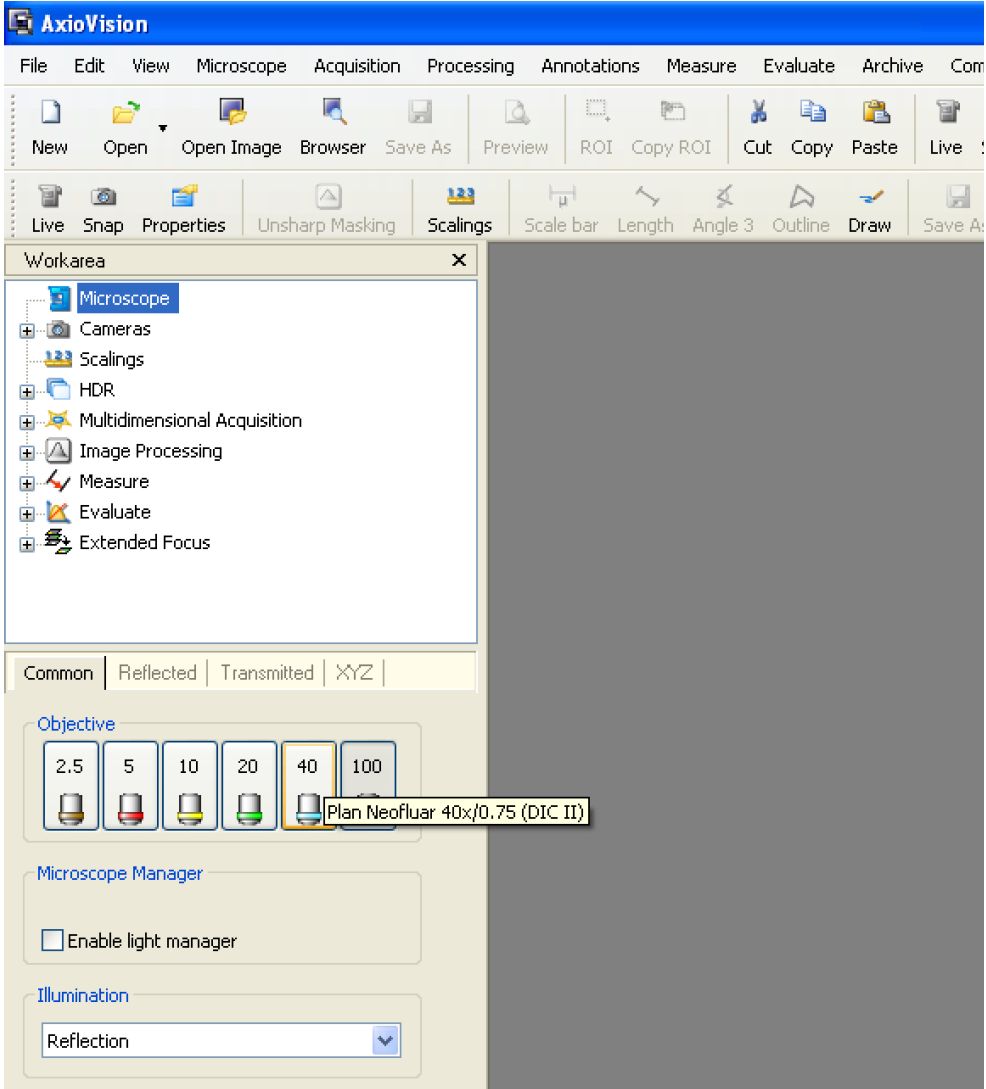 AxioVision
File Edit View Microscope Acquisition Processing Annotations Measure Evaluate Archive Com
New Open Open Image Browser Save As Preview ROI Copy ROI Cut Copy Paste Live
Live Snap Properties Unsharp Masking 123 Scalings μ Scale bar Length Angle 3 Outline Draw Save As
Workarea
Microscope
Cameras
123 Scalings
HDR
Multidimensional Acquisition
Image Processing
Measure
Evaluate
Extended Focus
Common Reflected Transmitted XYZ
Objective
2.5 5 10 20 40 100
Plan Neofluar 40x/0.75 (DIC II)
Microscope Manager
Enable light manager
Illumination
Reflection